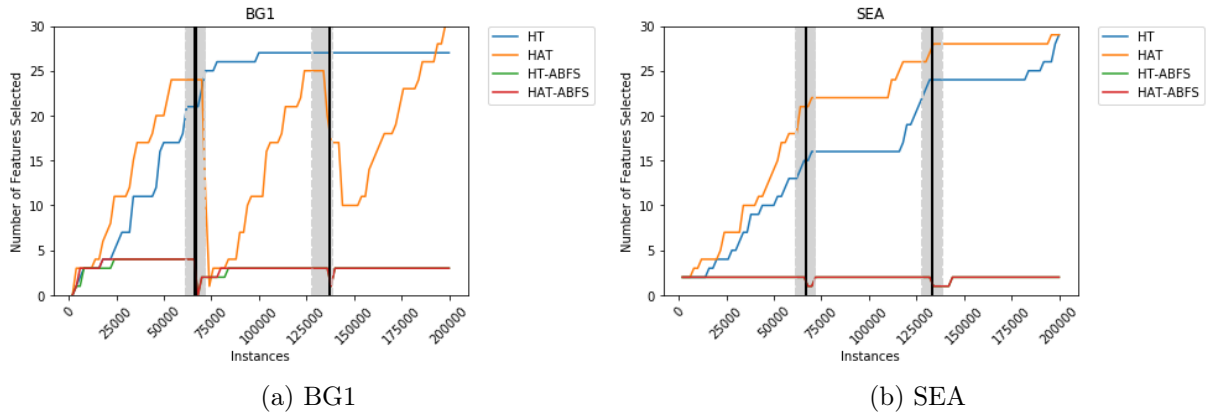 BG1
Number of Features Selected
30
25
20
15
10
5
0
0
25000
50000
75000
100000
125000
150000
175000
200000
Instances
HT
HAT
HT-ABFS
HAT-ABFS
(a) BG1
SEA
Number of Features Selected
30
25
20
15
10
5
0
0
25000
50000
75000
100000
125000
150000
175000
200000
Instances
HT
HAT
HT-ABFS
HAT-ABFS
(b) SEA